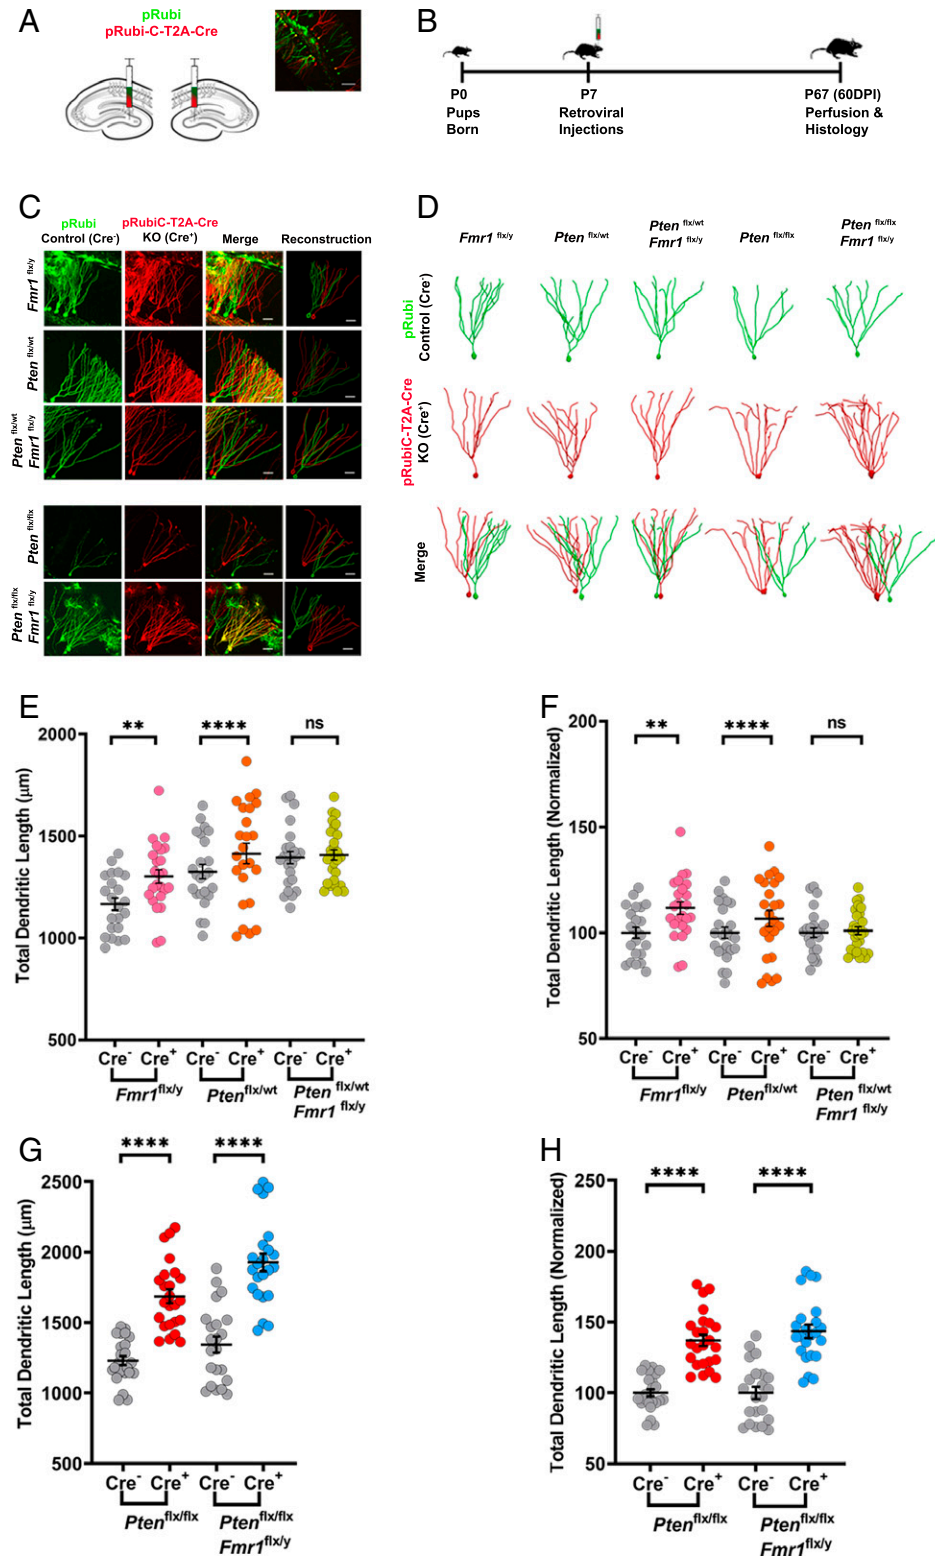 A
pRubi
pRubi-C-T2A-Cre
B
P0
Pups
Born
P7
Retroviral
Injections
P67 (60DPI)
Perfusion &
Histology
C
pRubi
Control (Cre-)
pRubiC-T2A-Cre
KO (Cre+)
Merge
Reconstruction
Fmr1 flx/y
Pten flx/wt
Pten flx/wt
Fmr1 flx/y
Pten flx/flx
Pten flx/flx
Fmr1 flx/y
D
Fmr1 flx/y
Pten flx/wt
Pten flx/wt
Fmr1 flx/y
Pten flx/flx
Pten flx/flx
Fmr1 flx/y
pRubi
Control (Cre-)
pRubiC-T2A-Cre
KO (Cre+)
Merge
E
Total Dendritic Length (μm)
2000
1500
1000
500
**
****
ns
Cre- Cre+ Cre- Cre+ Cre- Cre+
Fmr1flx/y
Ptenflx/wt
Pten flx/wt
Fmr1 flx/y
F
Total Dendritic Length (Normalized)
200
150
100
50
**
****
ns
Cre- Cre+ Cre- Cre+ Cre- Cre+
Fmr1flx/y
Ptenflx/wt
Pten flx/wt
Fmr1 flx/y
G
Total Dendritic Length (μm)
2500
2000
1500
1000
500
****
****
Cre- Cre+ Cre- Cre+
Ptenflx/flx
Ptenflx/flx
Fmr1flx/y
H
Total Dendritic Length (Normalized)
250
200
150
100
50
****
****
Cre- Cre+ Cre- Cre+
Ptenflx/flx
Ptenflx/flx
Fmr1flx/y